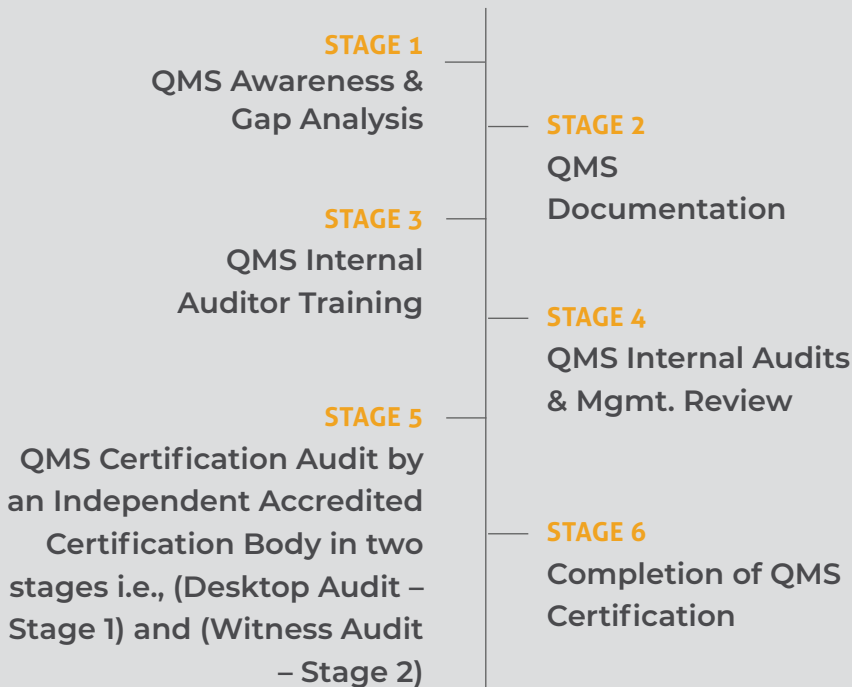 STAGE 1
QMS Awareness &
Gap Analysis
STAGE 2
QMS
Documentation
STAGE 3
QMS Internal
Auditor Training
STAGE 4
QMS Internal Audits
& Mgmt. Review
STAGE 5
QMS Certification Audit by
an Independent Accredited
Certification Body in two
stages i.e., (Desktop Audit –
Stage 1) and (Witness Audit
– Stage 2)
STAGE 6
Completion of QMS
Certification